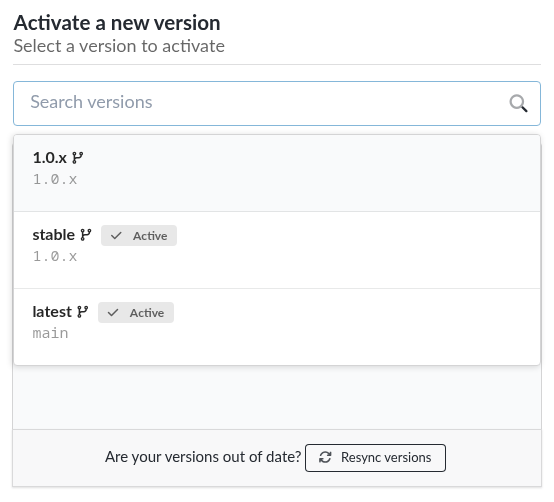 Activate a new version
Select a version to activate
Search versions
1.0.x
1.0.x
stable Active
1.0.x
latest Active
main
Are your versions out of date? Resync versions